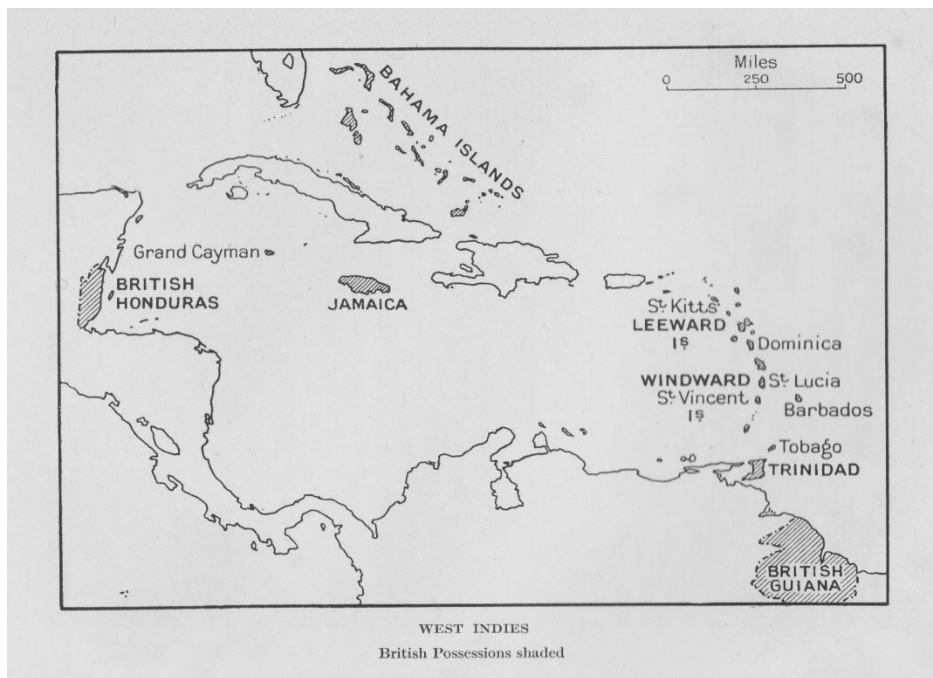 Miles
0 250 500
BAHAMA ISLANDS
Grand Cayman
BRITISH
HONDURAS
JAMAICA
St. Kitts
LEEWARD
Is.
Dominica
WINDWARD
St. Lucia
St. Vincent
Is.
Barbados
Tobago
TRINIDAD
BRITISH
GUIANA
WEST INDIES
British Possessions shaded